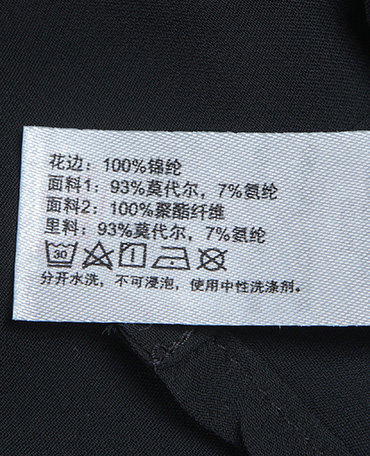 花边：100%锦纶
面料1：93%莫代尔，7%氨纶
面料2：100%聚酯纤维
里料：93%莫代尔，7%氨纶
30
分开水洗，不可浸泡，使用中性洗涤剂。